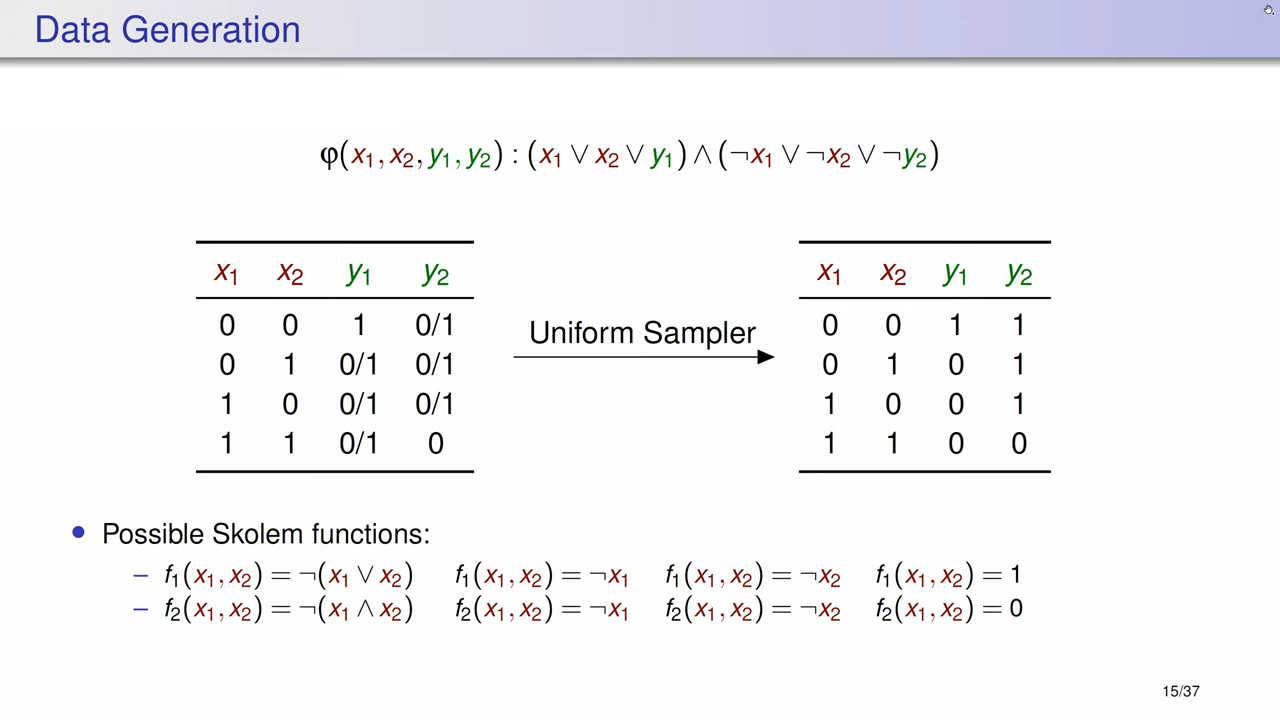 Data Generation
φ(x₁, x₂, y₁, y₂) : (x₁ ∨ x₂ ∨ y₁) ∧ (¬x₁ ∨ ¬x₂ ∨ ¬y₂)
x₁ x₂ y₁ y₂
0 0 1 0/1
0 1 0/1 0/1
1 0 0/1 0/1
1 1 0/1 0
Uniform Sampler
x₁ x₂ y₁ y₂
0 0 1 1
0 1 0 1
1 0 0 1
1 1 0 0
• Possible Skolem functions:
– f₁(x₁, x₂) = ¬(x₁ ∨ x₂) f₁(x₁, x₂) = ¬x₁ f₁(x₁, x₂) = ¬x₂ f₁(x₁, x₂) = 1
– f₂(x₁, x₂) = ¬(x₁ ∧ x₂) f₂(x₁, x₂) = ¬x₁ f₂(x₁, x₂) = ¬x₂ f₂(x₁, x₂) = 0
15/37